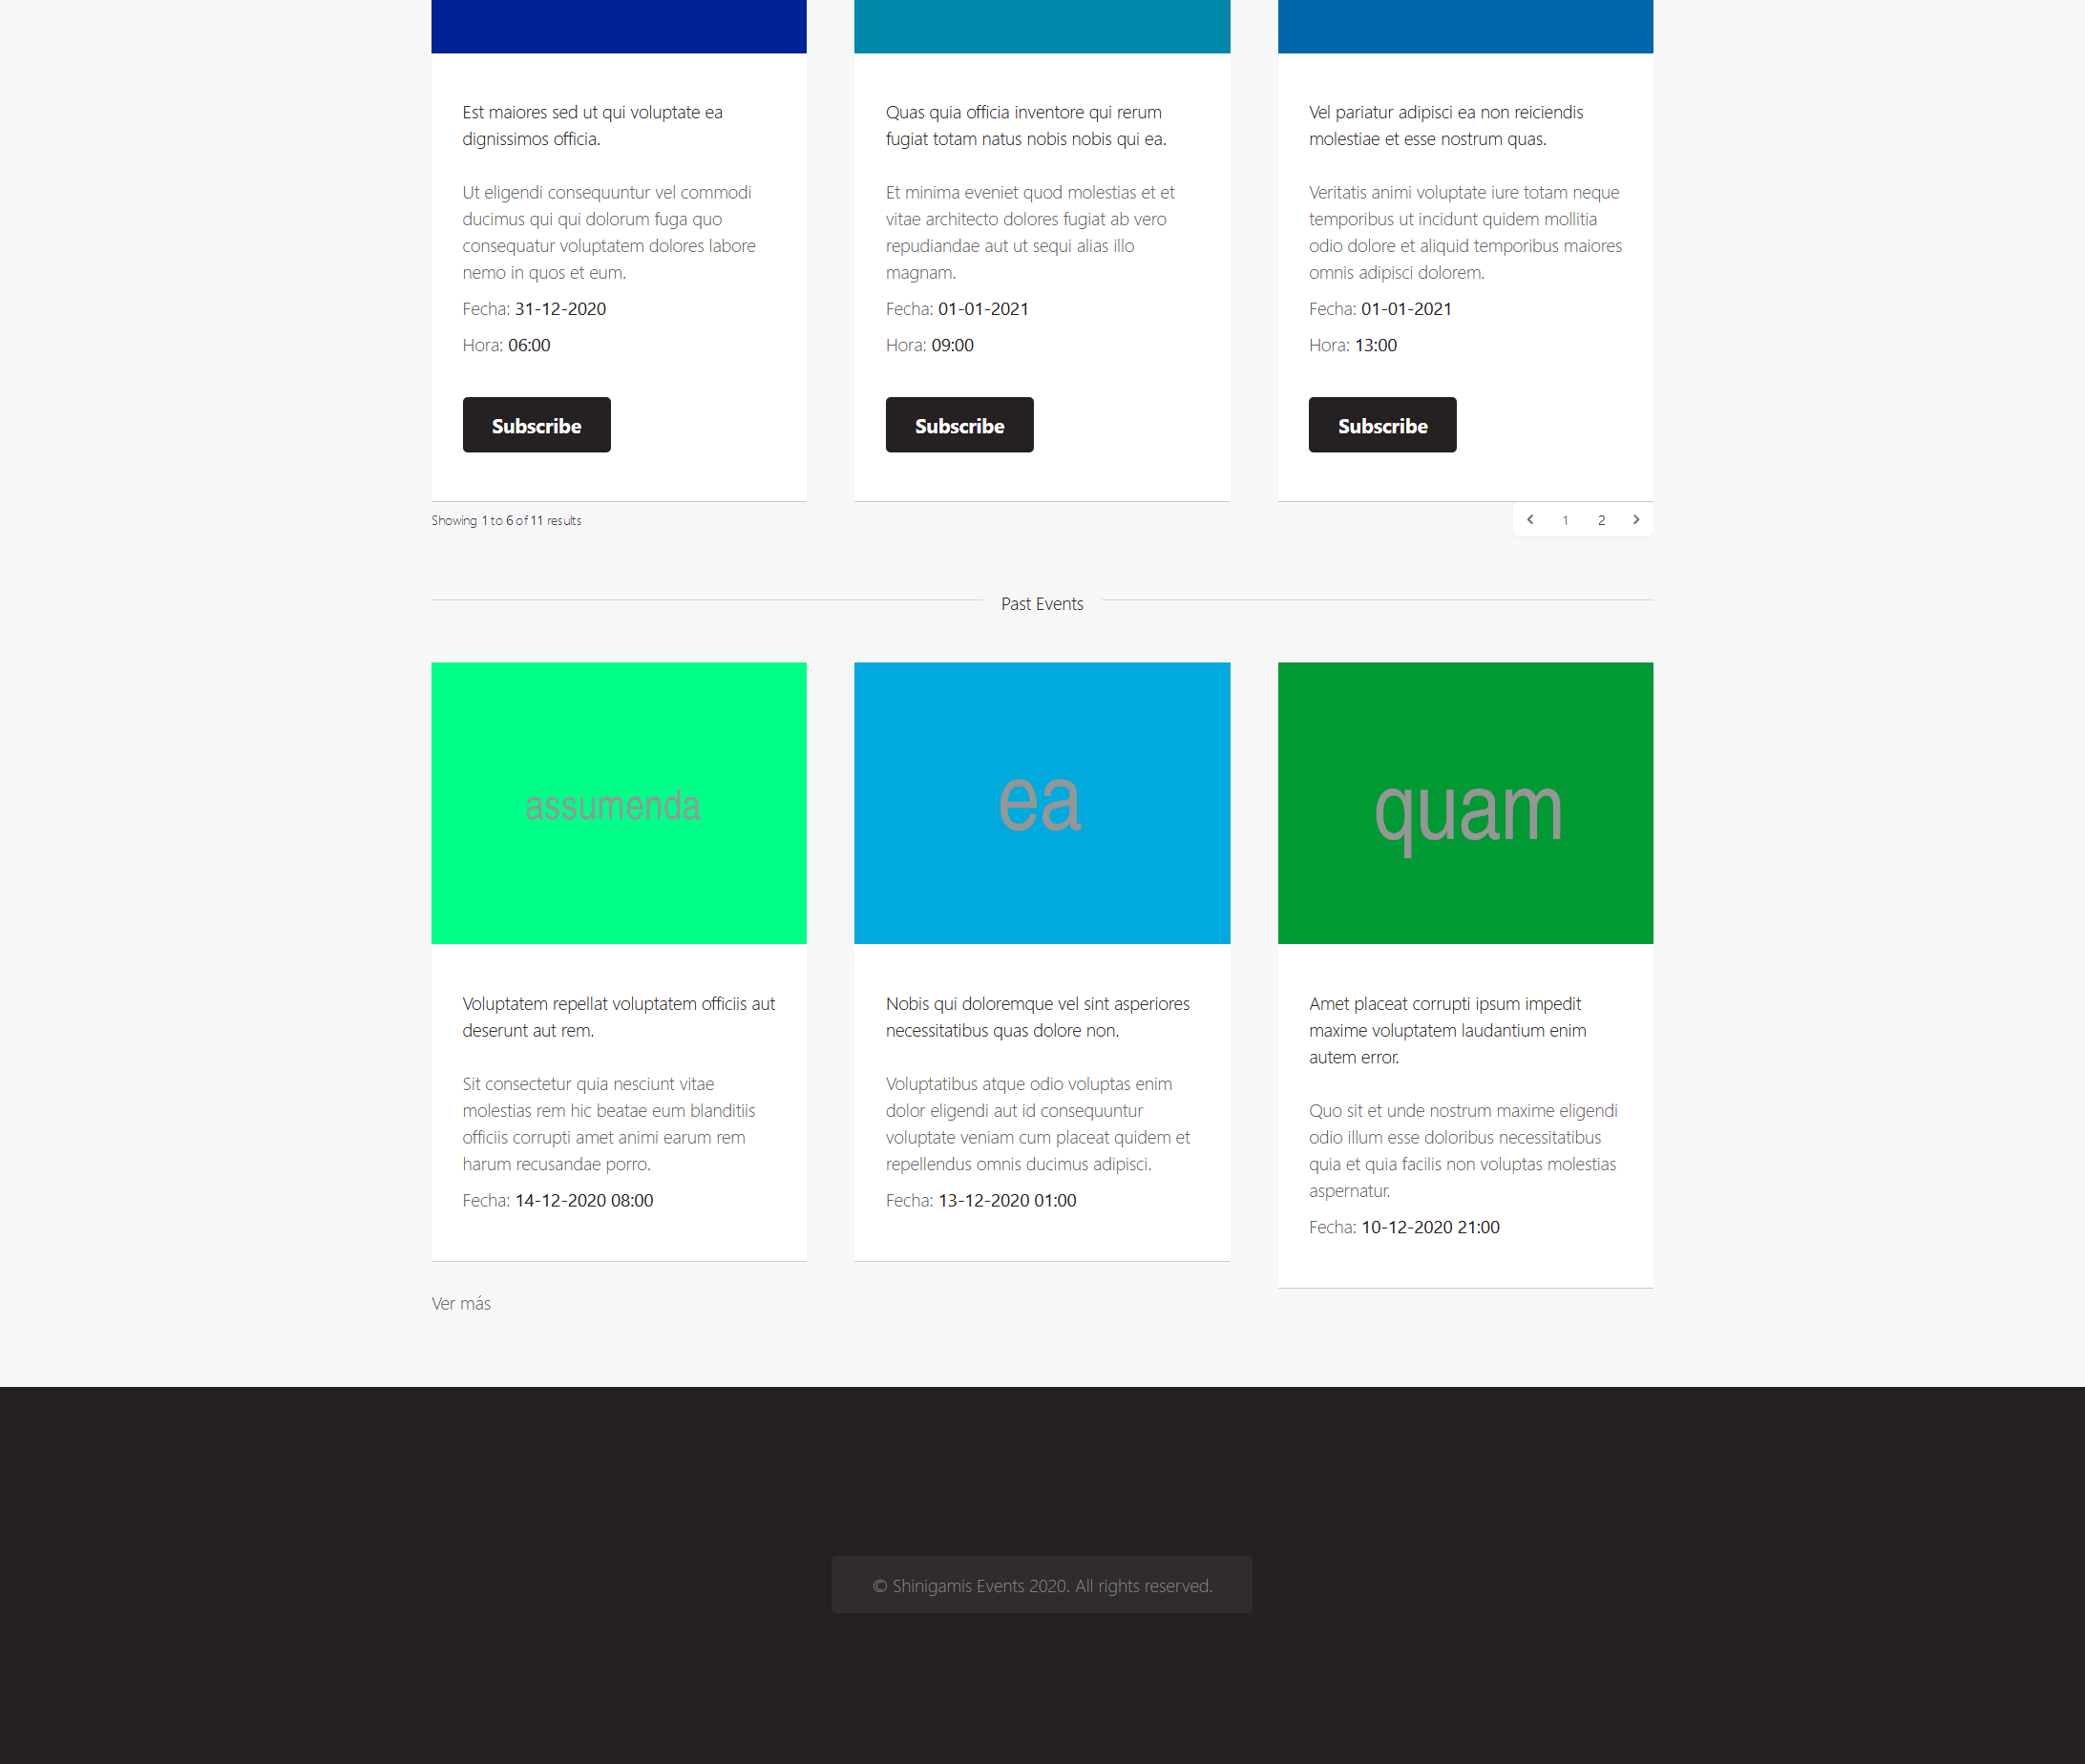 Est maiores sed ut qui voluptate ea
dignissimos officia.
Ut eligendi consequuntur vel commodi
ducimus qui qui dolorum fuga quo
consequatur voluptatem dolores labore
nemo in quos et eum.
Fecha: 31-12-2020
Hora: 06:00
Subscribe
Quas quia officia inventore qui rerum
fugiat totam natus nobis nobis qui ea.
Et minima eveniet quod molestias et et
vitae architecto dolores fugiat ab vero
repudiandae aut ut sequi alias illo
magnam.
Fecha: 01-01-2021
Hora: 09:00
Subscribe
Vel pariatur adipisci ea non reiciendis
molestiae et esse nostrum quas.
Veritatis animi voluptate iure totam neque
temporibus ut incidunt quidem mollitia
odio dolore et aliquid temporibus maiores
omnis adipisci dolorem.
Fecha: 01-01-2021
Hora: 13:00
Subscribe
Showing 1 to 6 of 11 results
1 2
Past Events
assumenda
Voluptatem repellat voluptatem officiis aut
deserunt aut rem.
Sit consectetur quia nesciunt vitae
molestias rem hic beatae eum blanditiis
officiis corrupti amet animi earum rem
harum recusandae porro.
Fecha: 14-12-2020 08:00
ea
Nobis qui doloremque vel sint asperiores
necessitatibus quas dolore non.
Voluptatibus atque odio voluptas enim
dolor eligendi aut id consequuntur
voluptate veniam cum placeat quidem et
repellendus omnis ducimus adipisci.
Fecha: 13-12-2020 01:00
quam
Amet placeat corrupti ipsum impedit
maxime voluptatem laudantium enim
autem error.
Quo sit et unde nostrum maxime eligendi
odio illum esse doloribus necessitatibus
quia et quia facilis non voluptas molestias
aspernatur.
Fecha: 10-12-2020 21:00
Ver más
© Shinigamis Events 2020. All rights reserved.